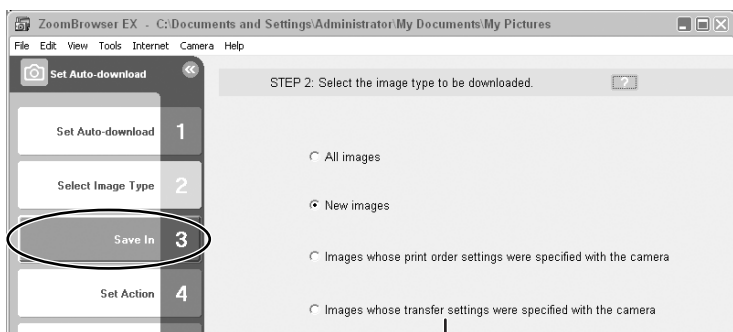 ZoomBrowser EX - C:\Documents and Settings\Administrator\My Documents\My Pictures
File Edit View Tools Internet Camera Help
Set Auto-download
STEP 2: Select the image type to be downloaded. ?
Set Auto-download 1
All images
Select Image Type 2
New images
Save In 3
Images whose print order settings were specified with the camera
Set Action 4
Images whose transfer settings were specified with the camera